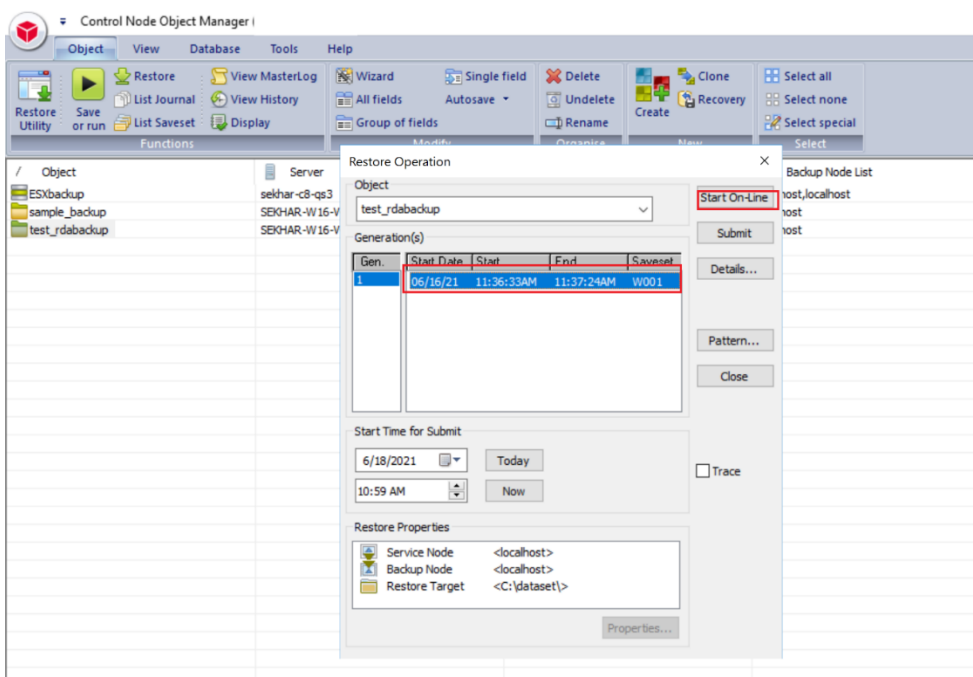 Control Node Object Manager (
Object View Database Tools Help
Restore Utility
Save or run
Restore
List Journal
List Saveset
View MasterLog
View History
Display
Functions
Wizard
All fields
Group of fields
Single field
Autosave
Modify
Delete
Undelete
Rename
Organise
Create
Clone
Recovery
New
Select all
Select none
Select special
Select
/ Object Server Backup Node List
ESXbackup sekhar-c8-qs3 host,localhost
sample_backup SEKHAR-W16-V host
test_rdabackup SEKHAR-W16-V host
Restore Operation
Object
test_rdabackup
Start On-Line
Submit
Details...
Pattern...
Close
Trace
Generation(s)
Gen. Start Date Start End Saveset
1 06/16/21 11:36:33AM 11:37:24AM W001
Start Time for Submit
6/18/2021 Today
10:59 AM Now
Restore Properties
Service Node <localhost>
Backup Node <localhost>
Restore Target <C:\dataset\>
Properties...